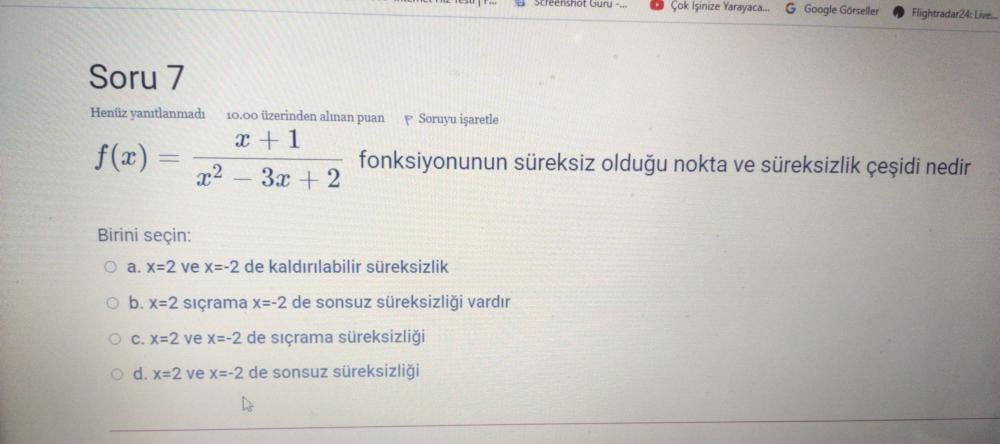 Screenshot Guru -... Çok İşinize Yarayaca... Google Görseller Flightradar24: Live...
Soru 7
Henüz yanıtlanmadı 10.00 üzerinden alınan puan Soruyu işaretle
f(x) = \frac{x + 1}{x^2 - 3x + 2} fonksiyonunun süreksiz olduğu nokta ve süreksizlik çeşidi nedir
Birini seçin:
a. x=2 ve x=-2 de kaldırılabilir süreksizlik
b. x=2 sıçrama x=-2 de sonsuz süreksizliği vardır
c. x=2 ve x=-2 de sıçrama süreksizliği
d. x=2 ve x=-2 de sonsuz süreksizliği